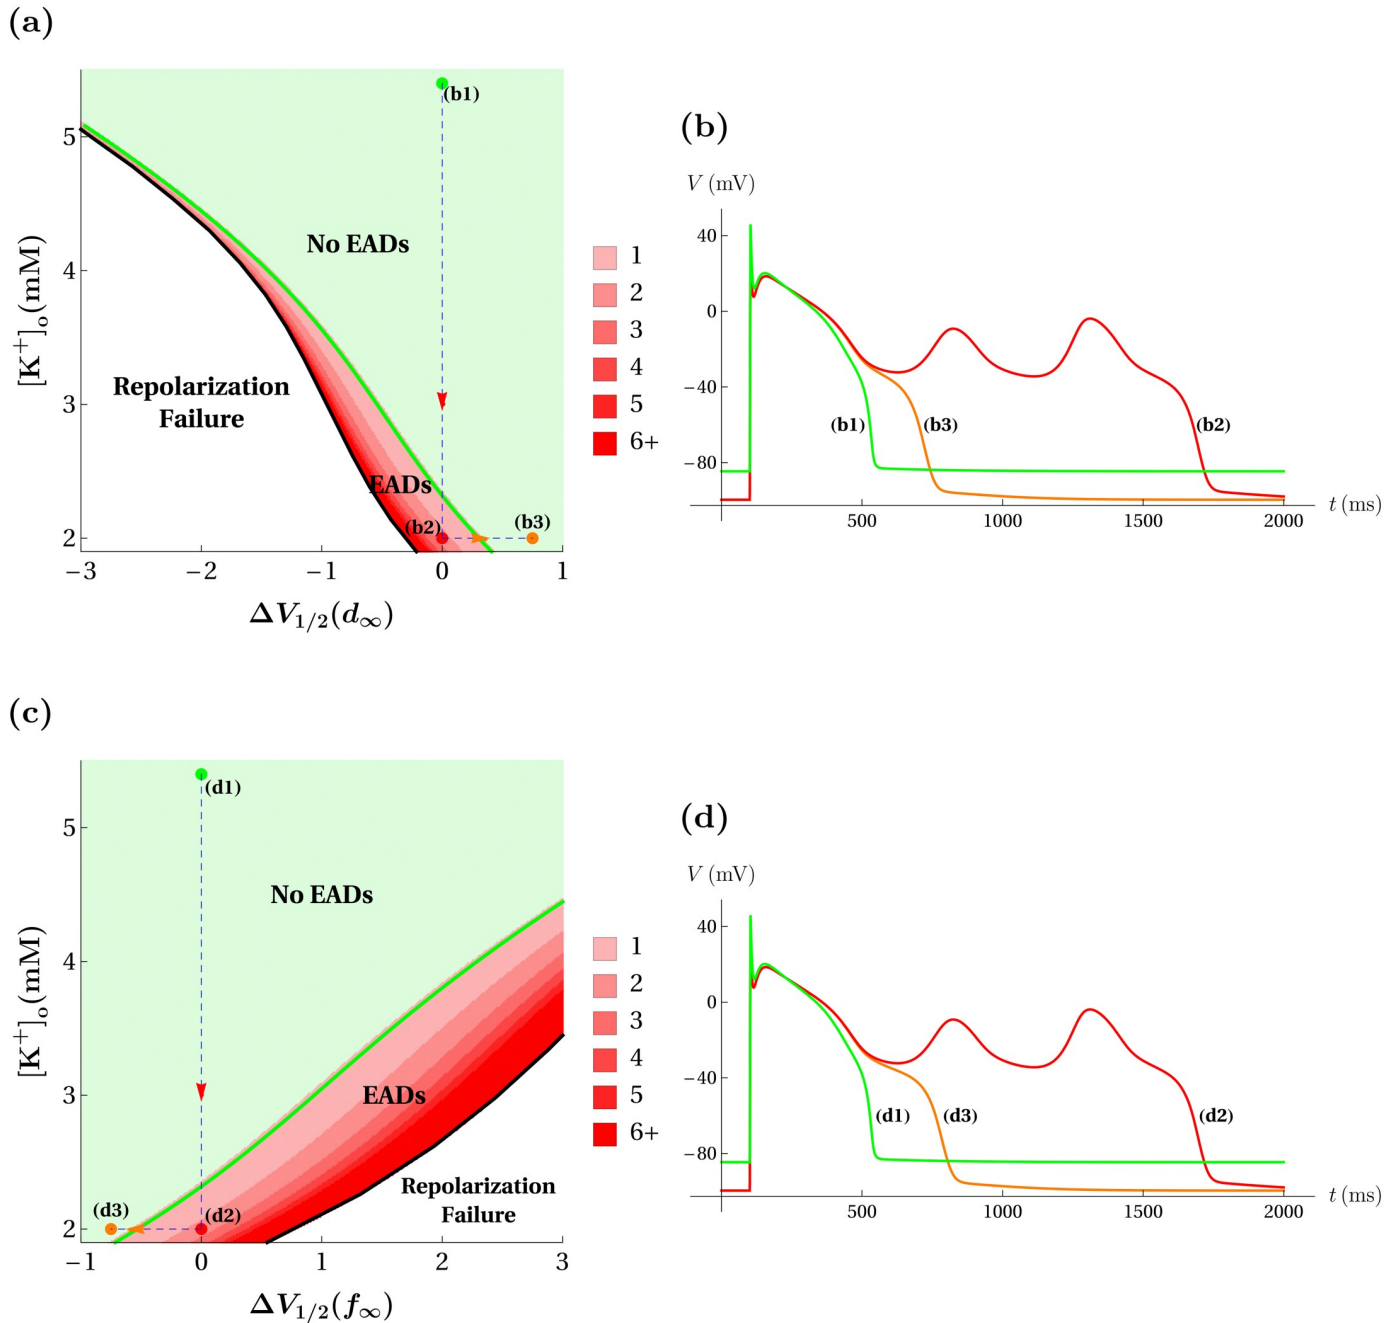 (a)
[K⁺]ₒ(mM)
5
4
3
2
−3
−2
−1
0
1
ΔV₁/₂(d∞)
(b1)
No EADs
Repolarization
Failure
EADs
(b2)
(b3)
1
2
3
4
5
6+
(b)
V (mV)
40
0
−40
−80
(b1)
(b3)
(b2)
500
1000
1500
2000
t (ms)
(c)
[K⁺]ₒ(mM)
5
4
3
2
−1
0
1
2
3
ΔV₁/₂(f∞)
(d1)
No EADs
EADs
Repolarization
Failure
(d3)
(d2)
1
2
3
4
5
6+
(d)
V (mV)
40
0
−40
−80
(d1)
(d3)
(d2)
500
1000
1500
2000
t (ms)